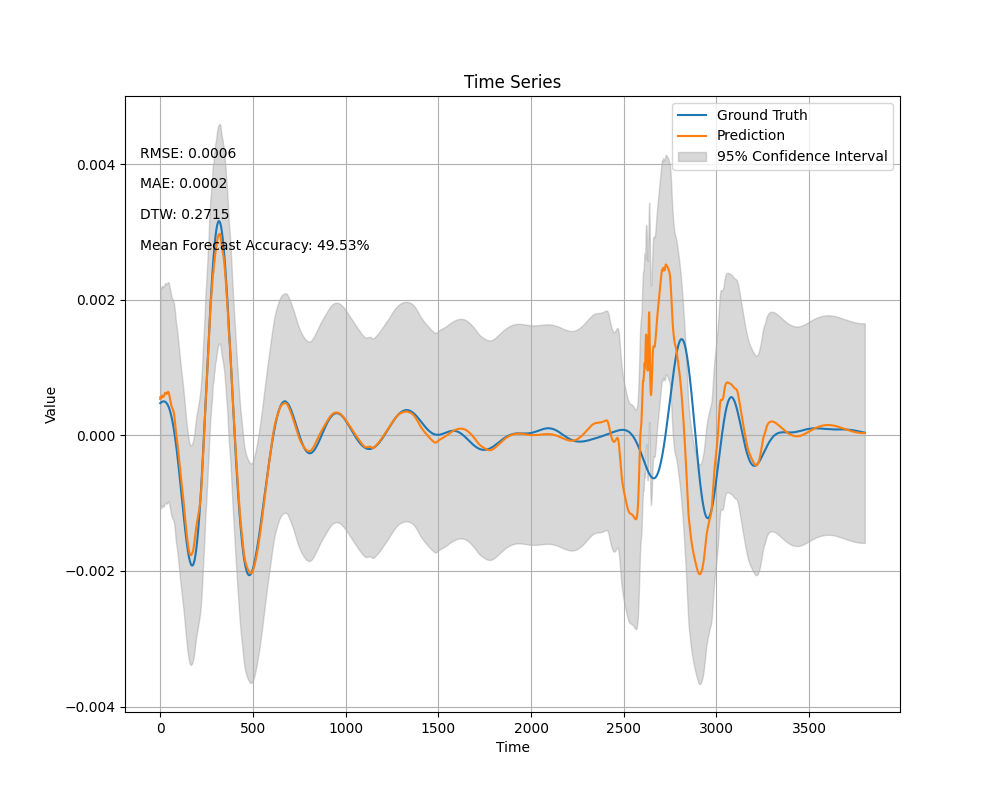 Time Series
Ground Truth
Prediction
95% Confidence Interval
RMSE: 0.0006
MAE: 0.0002
DTW: 0.2715
Mean Forecast Accuracy: 49.53%
Value
0.004
0.002
0.000
−0.002
−0.004
0 500 1000 1500 2000 2500 3000 3500
Time